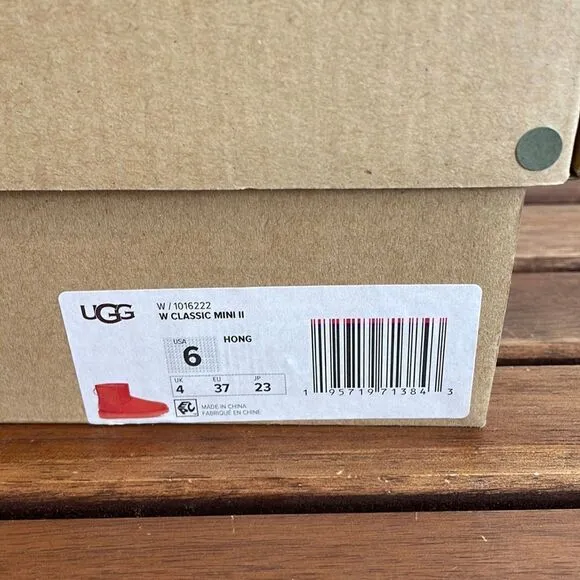 UGG
W / 1016222
W CLASSIC MINI II
USA
6
HONG
UK
4
EU
37
JP
23
MADE IN CHINA
FABRIQUÉ EN CHINE
1 95719 71384 3